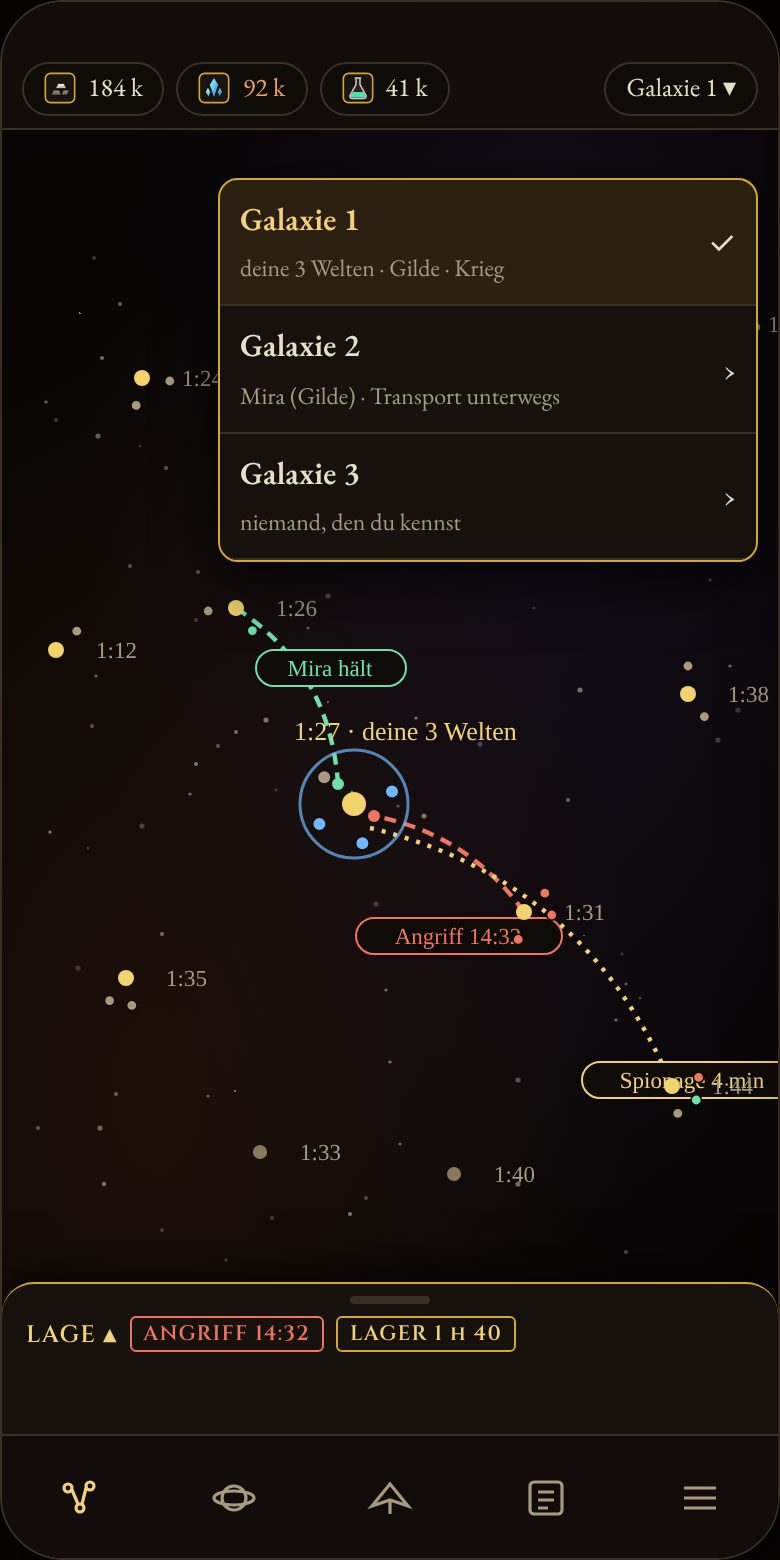 184 k
92 k
41 k
Galaxie 1 ▾
Galaxie 1
deine 3 Welten · Gilde · Krieg
Galaxie 2
Mira (Gilde) · Transport unterwegs
Galaxie 3
niemand, den du kennst
1:24
1:26
1:12
Mira hält
1:38
1:27 · deine 3 Welten
1:31
Angriff 14:32
1:35
Spionage 4 min
1:44
1:33
1:40
LAGE ▴
ANGRIFF 14:32
LAGER 1 H 40